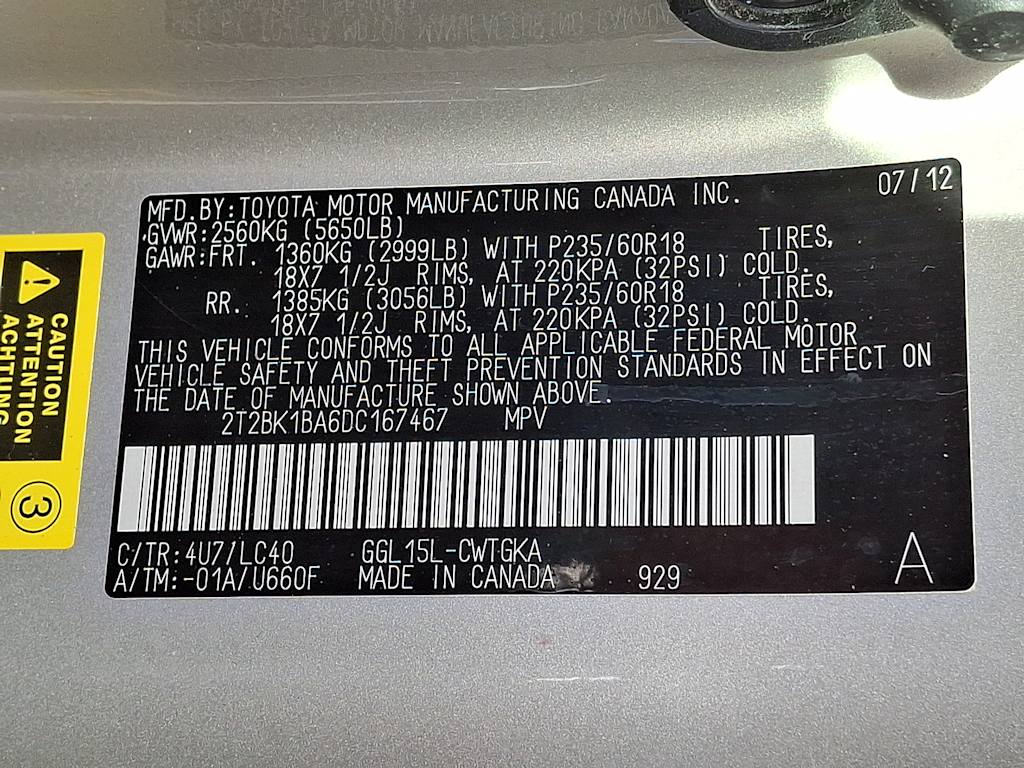 07/12
MFD.BY:TOYOTA MOTOR MANUFACTURING CANADA INC.
GVWR:2560KG (5650LB)
GAWR:FRT. 1360KG (2999LB) WITH P235/60R18 TIRES,
18X7 1/2J RIMS, AT 220KPA (32PSI) COLD.
RR. 1385KG (3056LB) WITH P235/60R18 TIRES,
18X7 1/2J RIMS, AT 220KPA (32PSI) COLD.
THIS VEHICLE CONFORMS TO ALL APPLICABLE FEDERAL MOTOR
VEHICLE SAFETY AND THEFT PREVENTION STANDARDS IN EFFECT ON
THE DATE OF MANUFACTURE SHOWN ABOVE.
2T2BK1BA6DC167467 MPV
C/TR:4U7/LC40 GGL15L-CWTGKA
A/TM:-01A/U660F MADE IN CANADA 929
A
CAUTION
ATTENTION
ACHTUNG
3